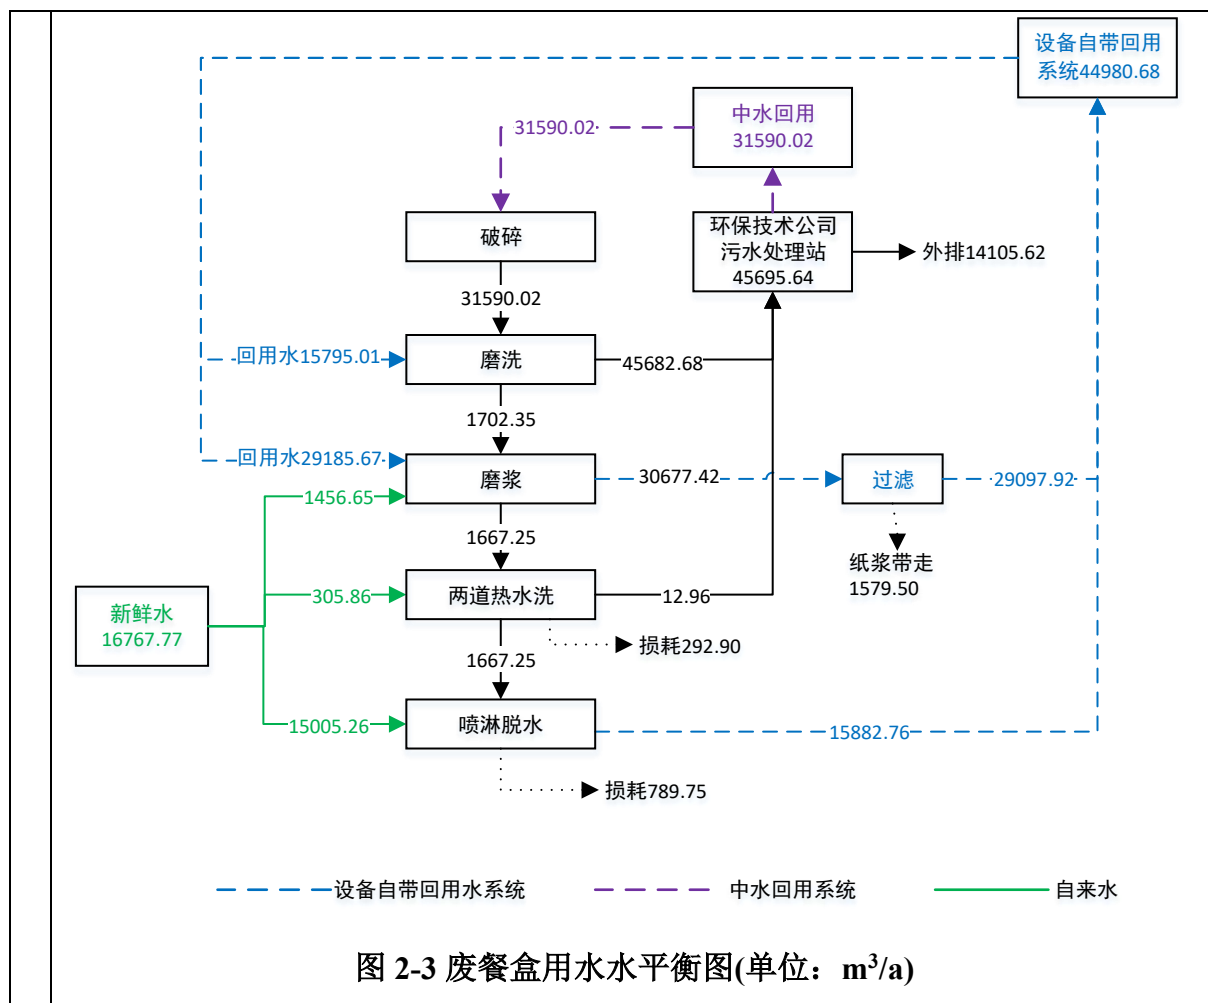 设备自带回用
系统44980.68
中水回用
31590.02
31590.02
破碎
环保技术公司
污水处理站
45695.64
外排14105.62
31590.02
回用水15795.01
磨洗
45682.68
1702.35
回用水29185.67
磨浆
30677.42
过滤
29097.92
1456.65
1667.25
纸浆带走
1579.50
新鲜水
16767.77
305.86
两道热水洗
12.96
损耗292.90
1667.25
15005.26
喷淋脱水
15882.76
损耗789.75
设备自带回用水系统
中水回用系统
自来水
图 2-3 废餐盒用水水平衡图(单位：m³/a)